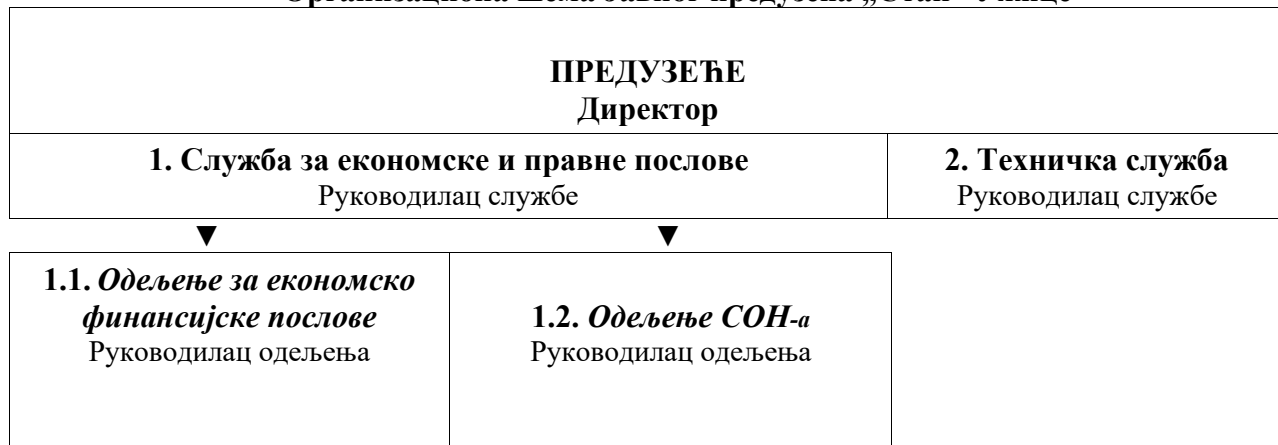 ПРЕДУЗЕЋЕ
Директор
1. Служба за економске и правне послове
Руководилац службе
2. Техничка служба
Руководилац службе
▼ ▼
1.1. Одељење за економско
финансијске послове
Руководилац одељења
1.2. Одељење СОН-а
Руководилац одељења